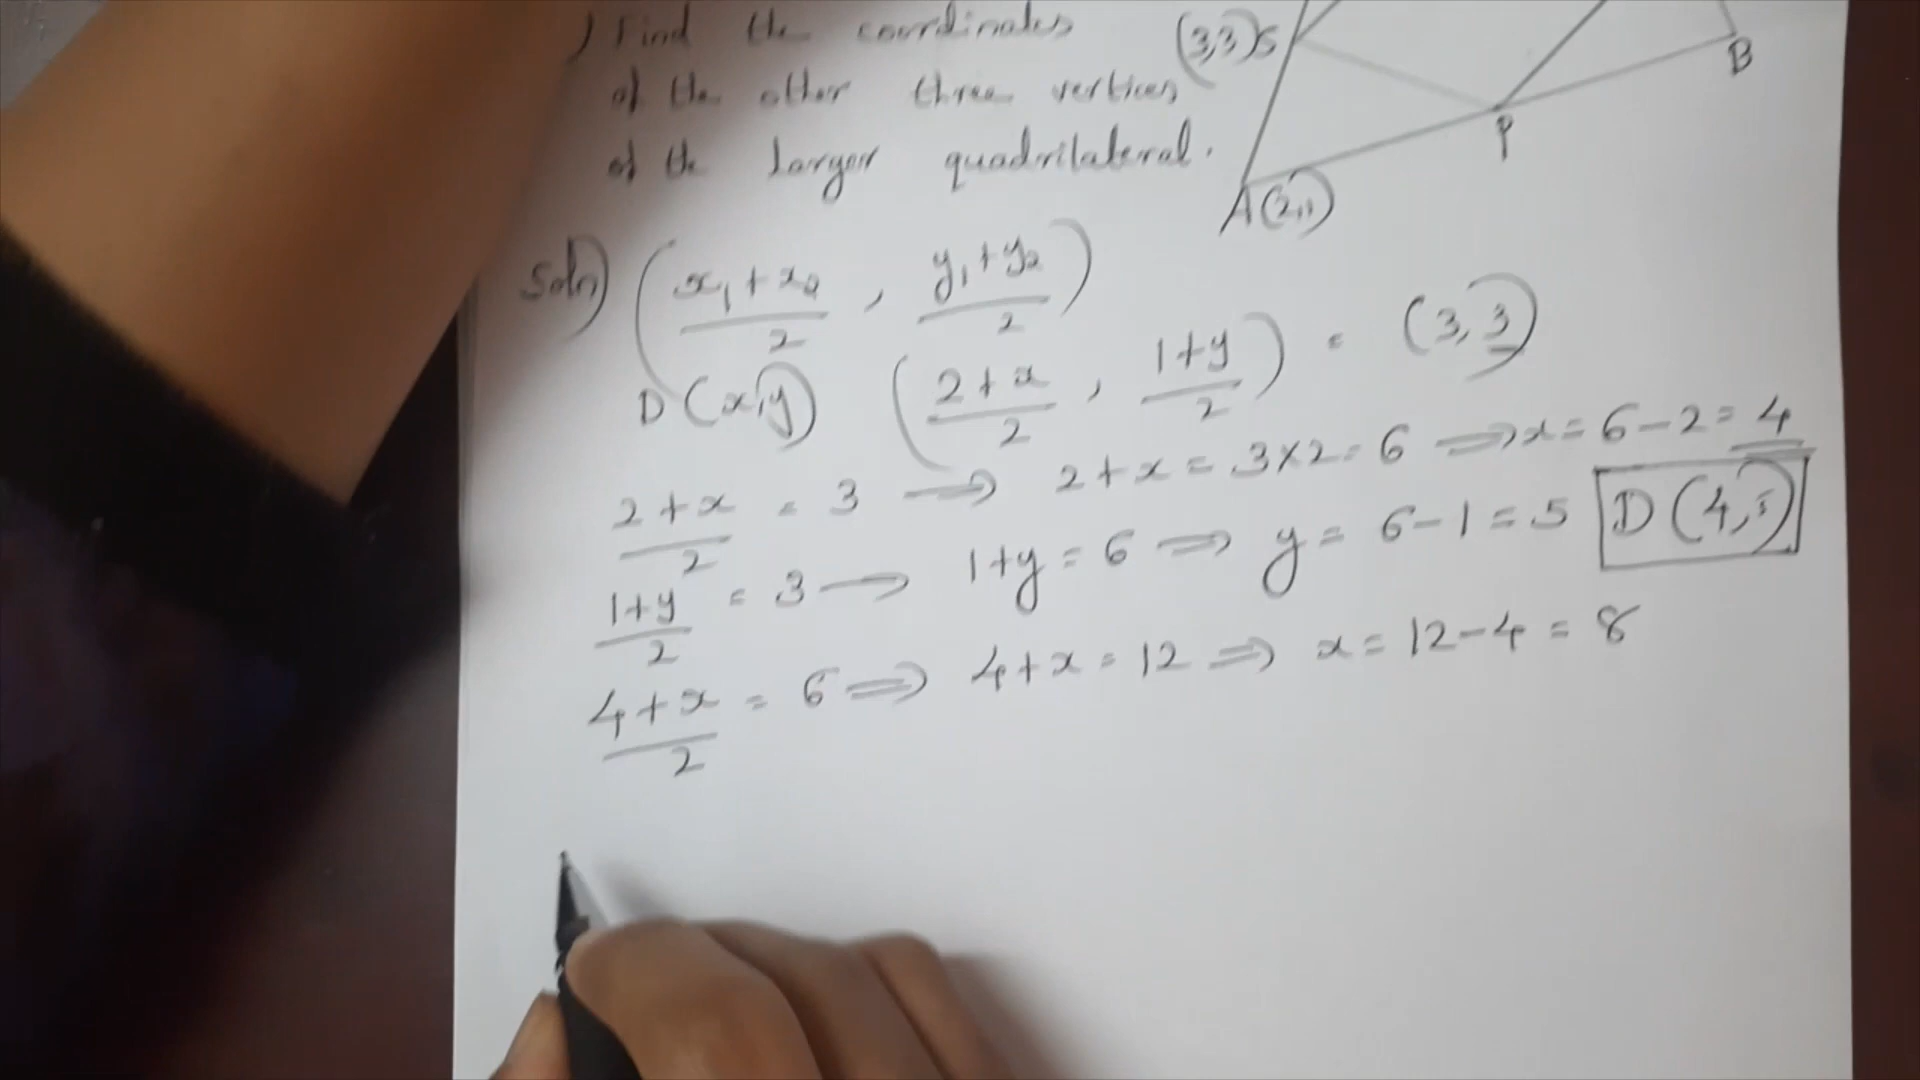 ) Find the coordinates
of the other three vertices
of the larger quadrilateral.
(3,3)S
B
P
A(2,1)
Soln) (x₁+x₂/2 , y₁+y₂/2)
D(x,y) (2+x/2 , 1+y/2) = (3,3)
2+x/2 = 3 → 2+x = 3×2 = 6 ⇒ x = 6-2 = 4
1+y/2 = 3 → 1+y = 6 ⇒ y = 6-1 = 5 D(4,5)
4+x/2 = 6 ⇒ 4+x = 12 ⇒ x = 12-4 = 8